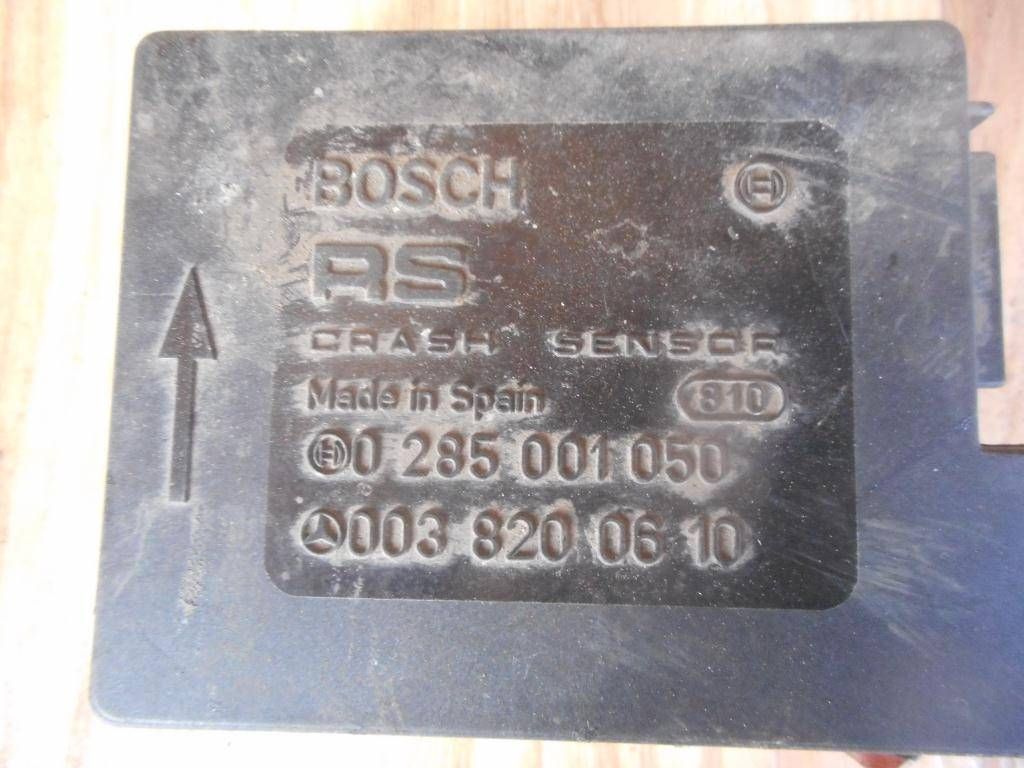 BOSCH
RS
CRASH SENSOR
Made in Spain 810
0 285 001 050
003 820 06 10